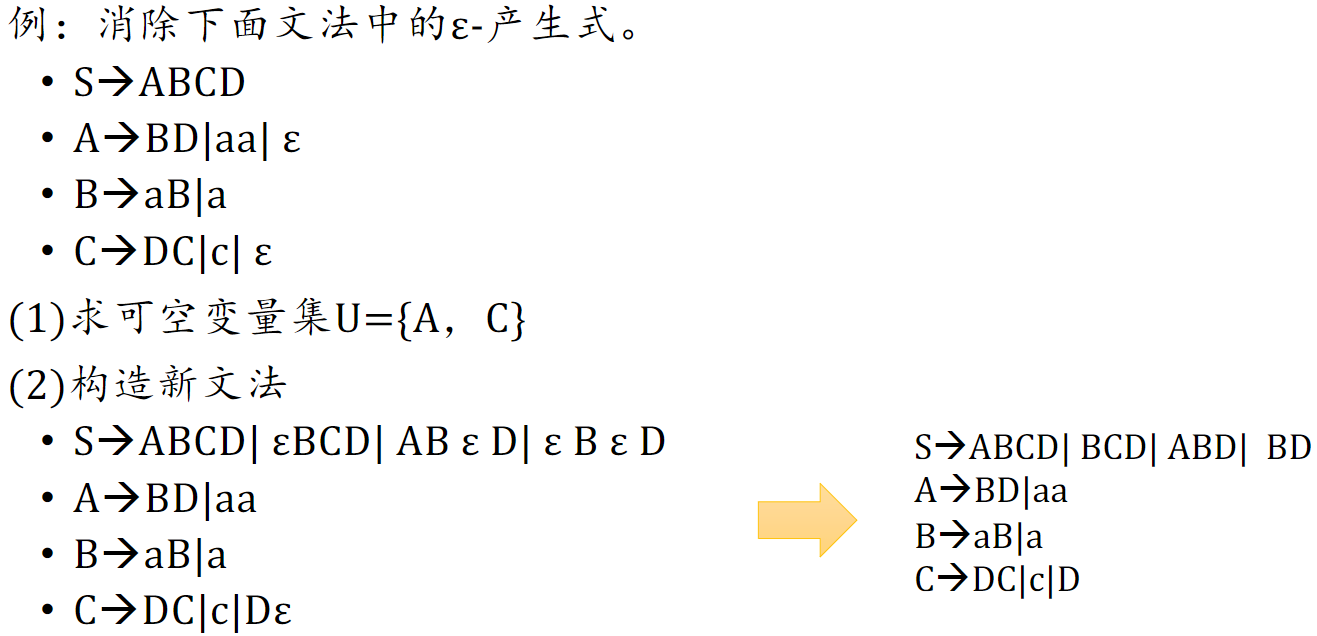 例：消除下面文法中的ε-产生式。
• S→ABCD
• A→BD|aa| ε
• B→aB|a
• C→DC|c| ε
(1)求可空变量集U={A，C}
(2)构造新文法
• S→ABCD| εBCD| AB ε D| ε B ε D
• A→BD|aa
• B→aB|a
• C→DC|c|Dε
S→ABCD| BCD| ABD| BD
A→BD|aa
B→aB|a
C→DC|c|D